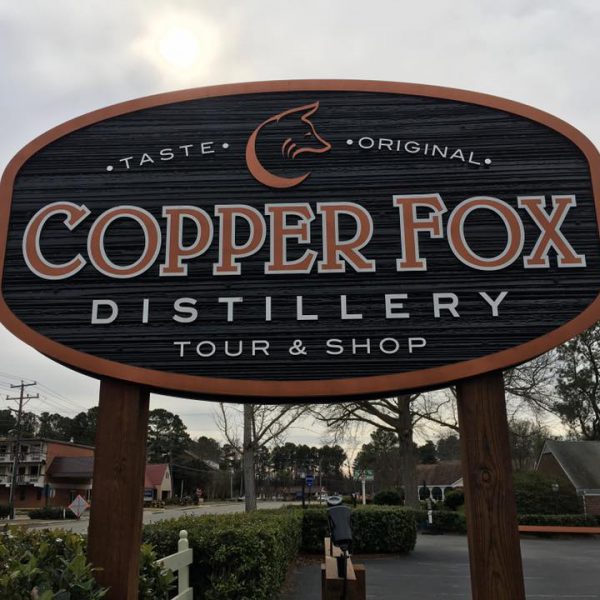 • TASTE • • ORIGINAL •
COPPER FOX
DISTILLERY
TOUR & SHOP